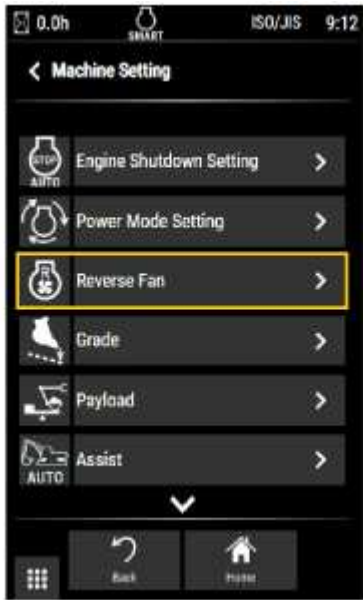 0.0h SMART ISO/JIS 9:12
Machine Setting
STOP
AUTO
Engine Shutdown Setting
Power Mode Setting
R
Reverse Fan
Grade
Payload
AUTO
Assist
Back
Home